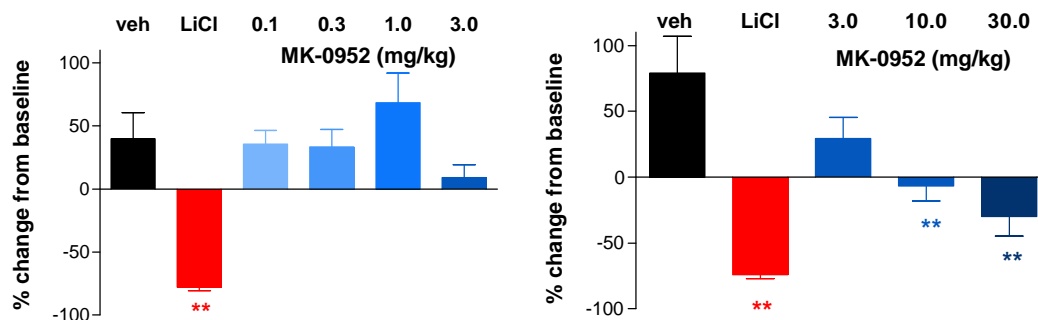 veh LiCl 0.1 0.3 1.0 3.0
MK-0952 (mg/kg)
% change from baseline
100
50
0
-50
-100
**
veh LiCl 3.0 10.0 30.0
MK-0952 (mg/kg)
% change from baseline
100
50
0
-50
-100
**
**
**